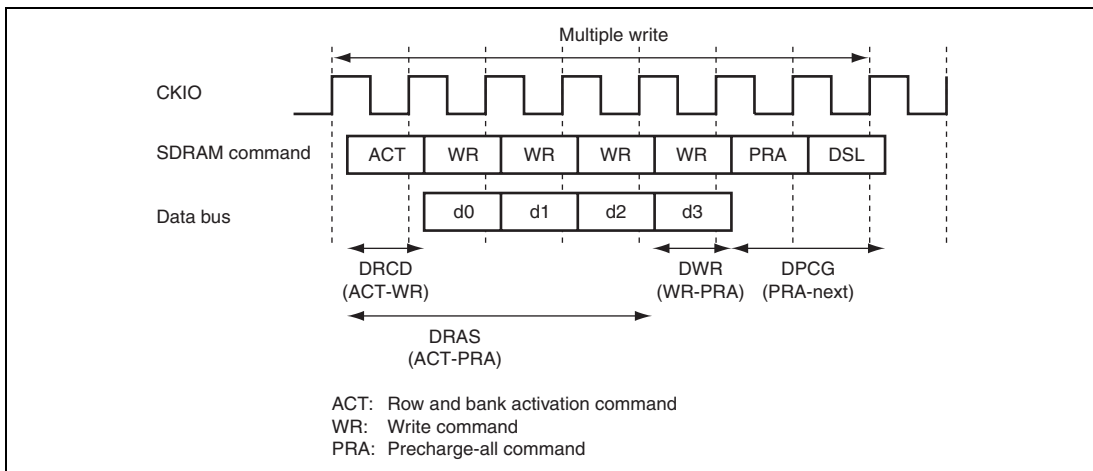 Multiple write
CKIO
SDRAM command ACT WR WR WR WR PRA DSL
Data bus d0 d1 d2 d3
DRCD DWR DPCG
(ACT-WR) (WR-PRA) (PRA-next)
DRAS
(ACT-PRA)
ACT: Row and bank activation command
WR: Write command
PRA: Precharge-all command